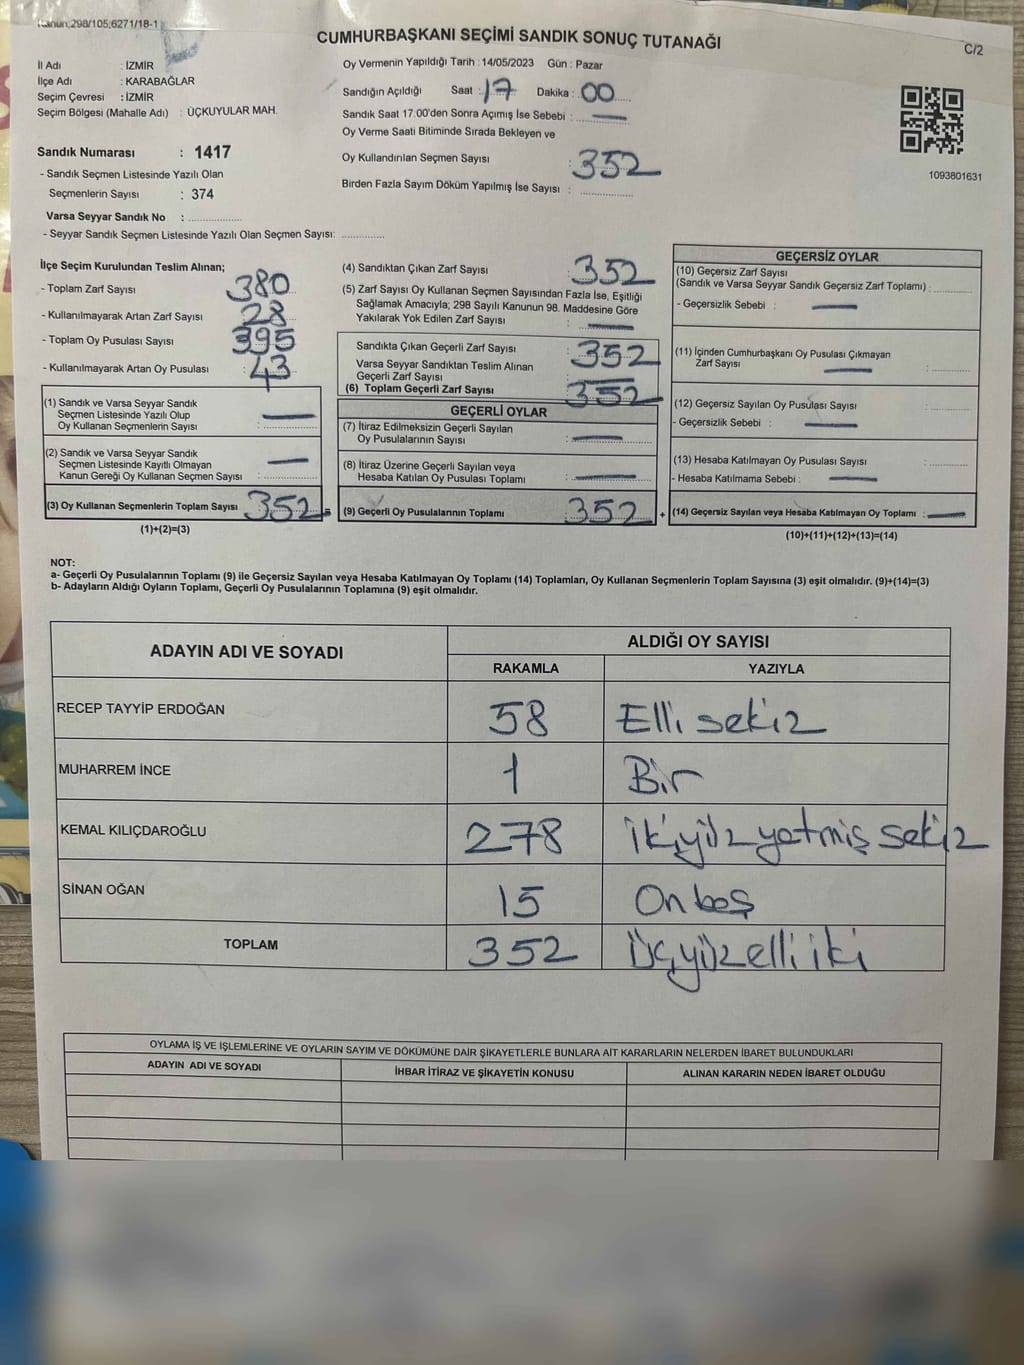 Kanun;298/105;6271/18-1
CUMHURBAŞKANI SEÇİMİ SANDIK SONUÇ TUTANAĞI
C/2
İl Adı : İZMİR
İlçe Adı : KARABAĞLAR
Seçim Çevresi : İZMİR
Seçim Bölgesi (Mahalle Adı) : ÜÇKUYULAR MAH.
Sandık Numarası : 1417
- Sandık Seçmen Listesinde Yazılı Olan
Seçmenlerin Sayısı : 374
Varsa Seyyar Sandık No : ....................
- Seyyar Sandık Seçmen Listesinde Yazılı Olan Seçmen Sayısı: ................
Oy Vermenin Yapıldığı Tarih : 14/05/2023 Gün : Pazar
Sandığın Açıldığı Saat : 17 Dakika : 00
Sandık Saat 17:00'den Sonra Açımış İse Sebebi : —
Oy Verme Saati Bitiminde Sırada Bekleyen ve
Oy Kullandırılan Seçmen Sayısı : 352
Birden Fazla Sayım Döküm Yapılmış İse Sayısı : ................
1093801631
İlçe Seçim Kurulundan Teslim Alınan;
- Toplam Zarf Sayısı 380
- Kullanılmayarak Artan Zarf Sayısı 28
- Toplam Oy Pusulası Sayısı 395
- Kullanılmayarak Artan Oy Pusulası 43
(1) Sandık ve Varsa Seyyar Sandık
Seçmen Listesinde Yazılı Olup
Oy Kullanan Seçmenlerin Sayısı : —
(2) Sandık ve Varsa Seyyar Sandık
Seçmen Listesinde Kayıtlı Olmayan
Kanun Gereği Oy Kullanan Seçmen Sayısı : —
(3) Oy Kullanan Seçmenlerin Toplam Sayısı 352 =
(1)+(2)=(3)
(4) Sandıktan Çıkan Zarf Sayısı : 352
(5) Zarf Sayısı Oy Kullanan Seçmen Sayısından Fazla İse, Eşitliği
Sağlamak Amacıyla; 298 Sayılı Kanunun 98. Maddesine Göre
Yakılarak Yok Edilen Zarf Sayısı : —
Sandıkta Çıkan Geçerli Zarf Sayısı : 352
Varsa Seyyar Sandıktan Teslim Alınan
Geçerli Zarf Sayısı : —
(6) Toplam Geçerli Zarf Sayısı : 352
GEÇERLİ OYLAR
(7) İtiraz Edilmeksizin Geçerli Sayılan
Oy Pusulalarının Sayısı : —
(8) İtiraz Üzerine Geçerli Sayılan veya
Hesaba Katılan Oy Pusulası Toplamı : —
(9) Geçerli Oy Pusulalarının Toplamı : 352 +
GEÇERSİZ OYLAR
(10) Geçersiz Zarf Sayısı
(Sandık ve Varsa Seyyar Sandık Geçersiz Zarf Toplamı) : ............
- Geçersizlik Sebebi : —
(11) İçinden Cumhurbaşkanı Oy Pusulası Çıkmayan
Zarf Sayısı — : ............
(12) Geçersiz Sayılan Oy Pusulası Sayısı : ............
- Geçersizlik Sebebi : —
(13) Hesaba Katılmayan Oy Pusulası Sayısı : ............
- Hesaba Katılmama Sebebi : —
(14) Geçersiz Sayılan veya Hesaba Katılmayan Oy Toplamı : —
(10)+(11)+(12)+(13)=(14)
NOT:
a- Geçerli Oy Pusulalarının Toplamı (9) ile Geçersiz Sayılan veya Hesaba Katılmayan Oy Toplamı (14) Toplamları, Oy Kullanan Seçmenlerin Toplam Sayısına (3) eşit olmalıdır. (9)+(14)=(3)
b- Adayların Aldığı Oyların Toplamı, Geçerli Oy Pusulalarının Toplamına (9) eşit olmalıdır.
ADAYIN ADI VE SOYADI ALDIĞI OY SAYISI
RAKAMLA YAZIYLA
RECEP TAYYİP ERDOĞAN 58 Elli sekiz
MUHARREM İNCE 1 Bir
KEMAL KILIÇDAROĞLU 278 ikiyüz yetmiş sekiz
SİNAN OĞAN 15 On beş
TOPLAM 352 Üçyüzelli iki
OYLAMA İŞ VE İŞLEMLERİNE VE OYLARIN SAYIM VE DÖKÜMÜNE DAİR ŞİKAYETLERLE BUNLARA AİT KARARLARIN NELERDEN İBARET BULUNDUKLARI
ADAYIN ADI VE SOYADI İHBAR İTİRAZ VE ŞİKAYETİN KONUSU ALINAN KARARIN NEDEN İBARET OLDUĞU